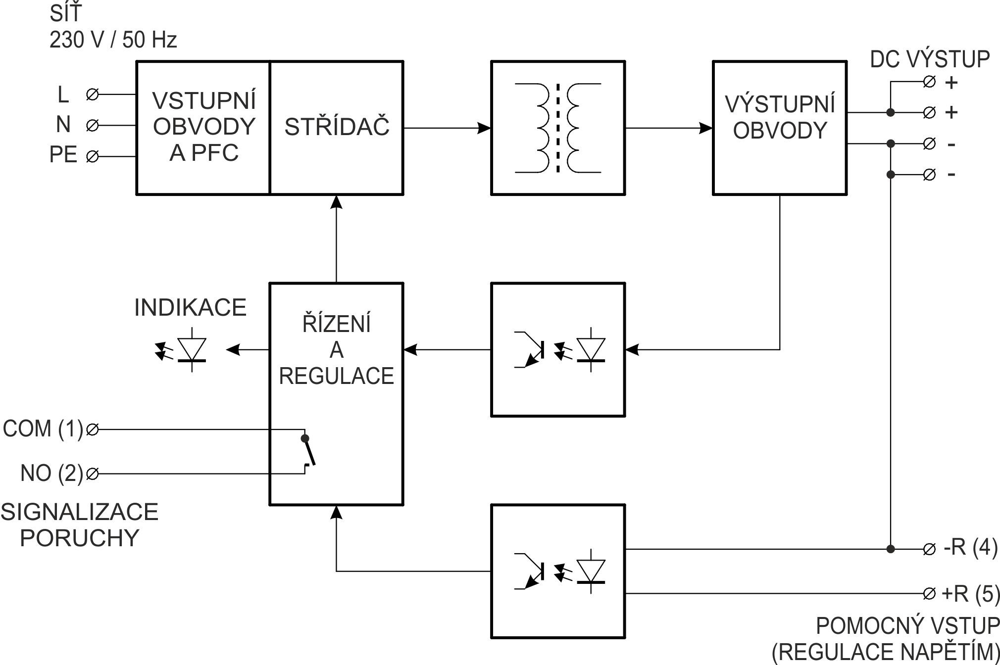 SÍŤ
230 V / 50 Hz
L
N
PE
VSTUPNÍ
OBVODY
A PFC
STŘÍDAČ
VÝSTUPNÍ
OBVODY
DC VÝSTUP
+
+
-
-
INDIKACE
ŘÍZENÍ
A
REGULACE
COM (1)
NO (2)
SIGNALIZACE
PORUCHY
-R (4)
+R (5)
POMOCNÝ VSTUP
(REGULACE NAPĚTÍM)